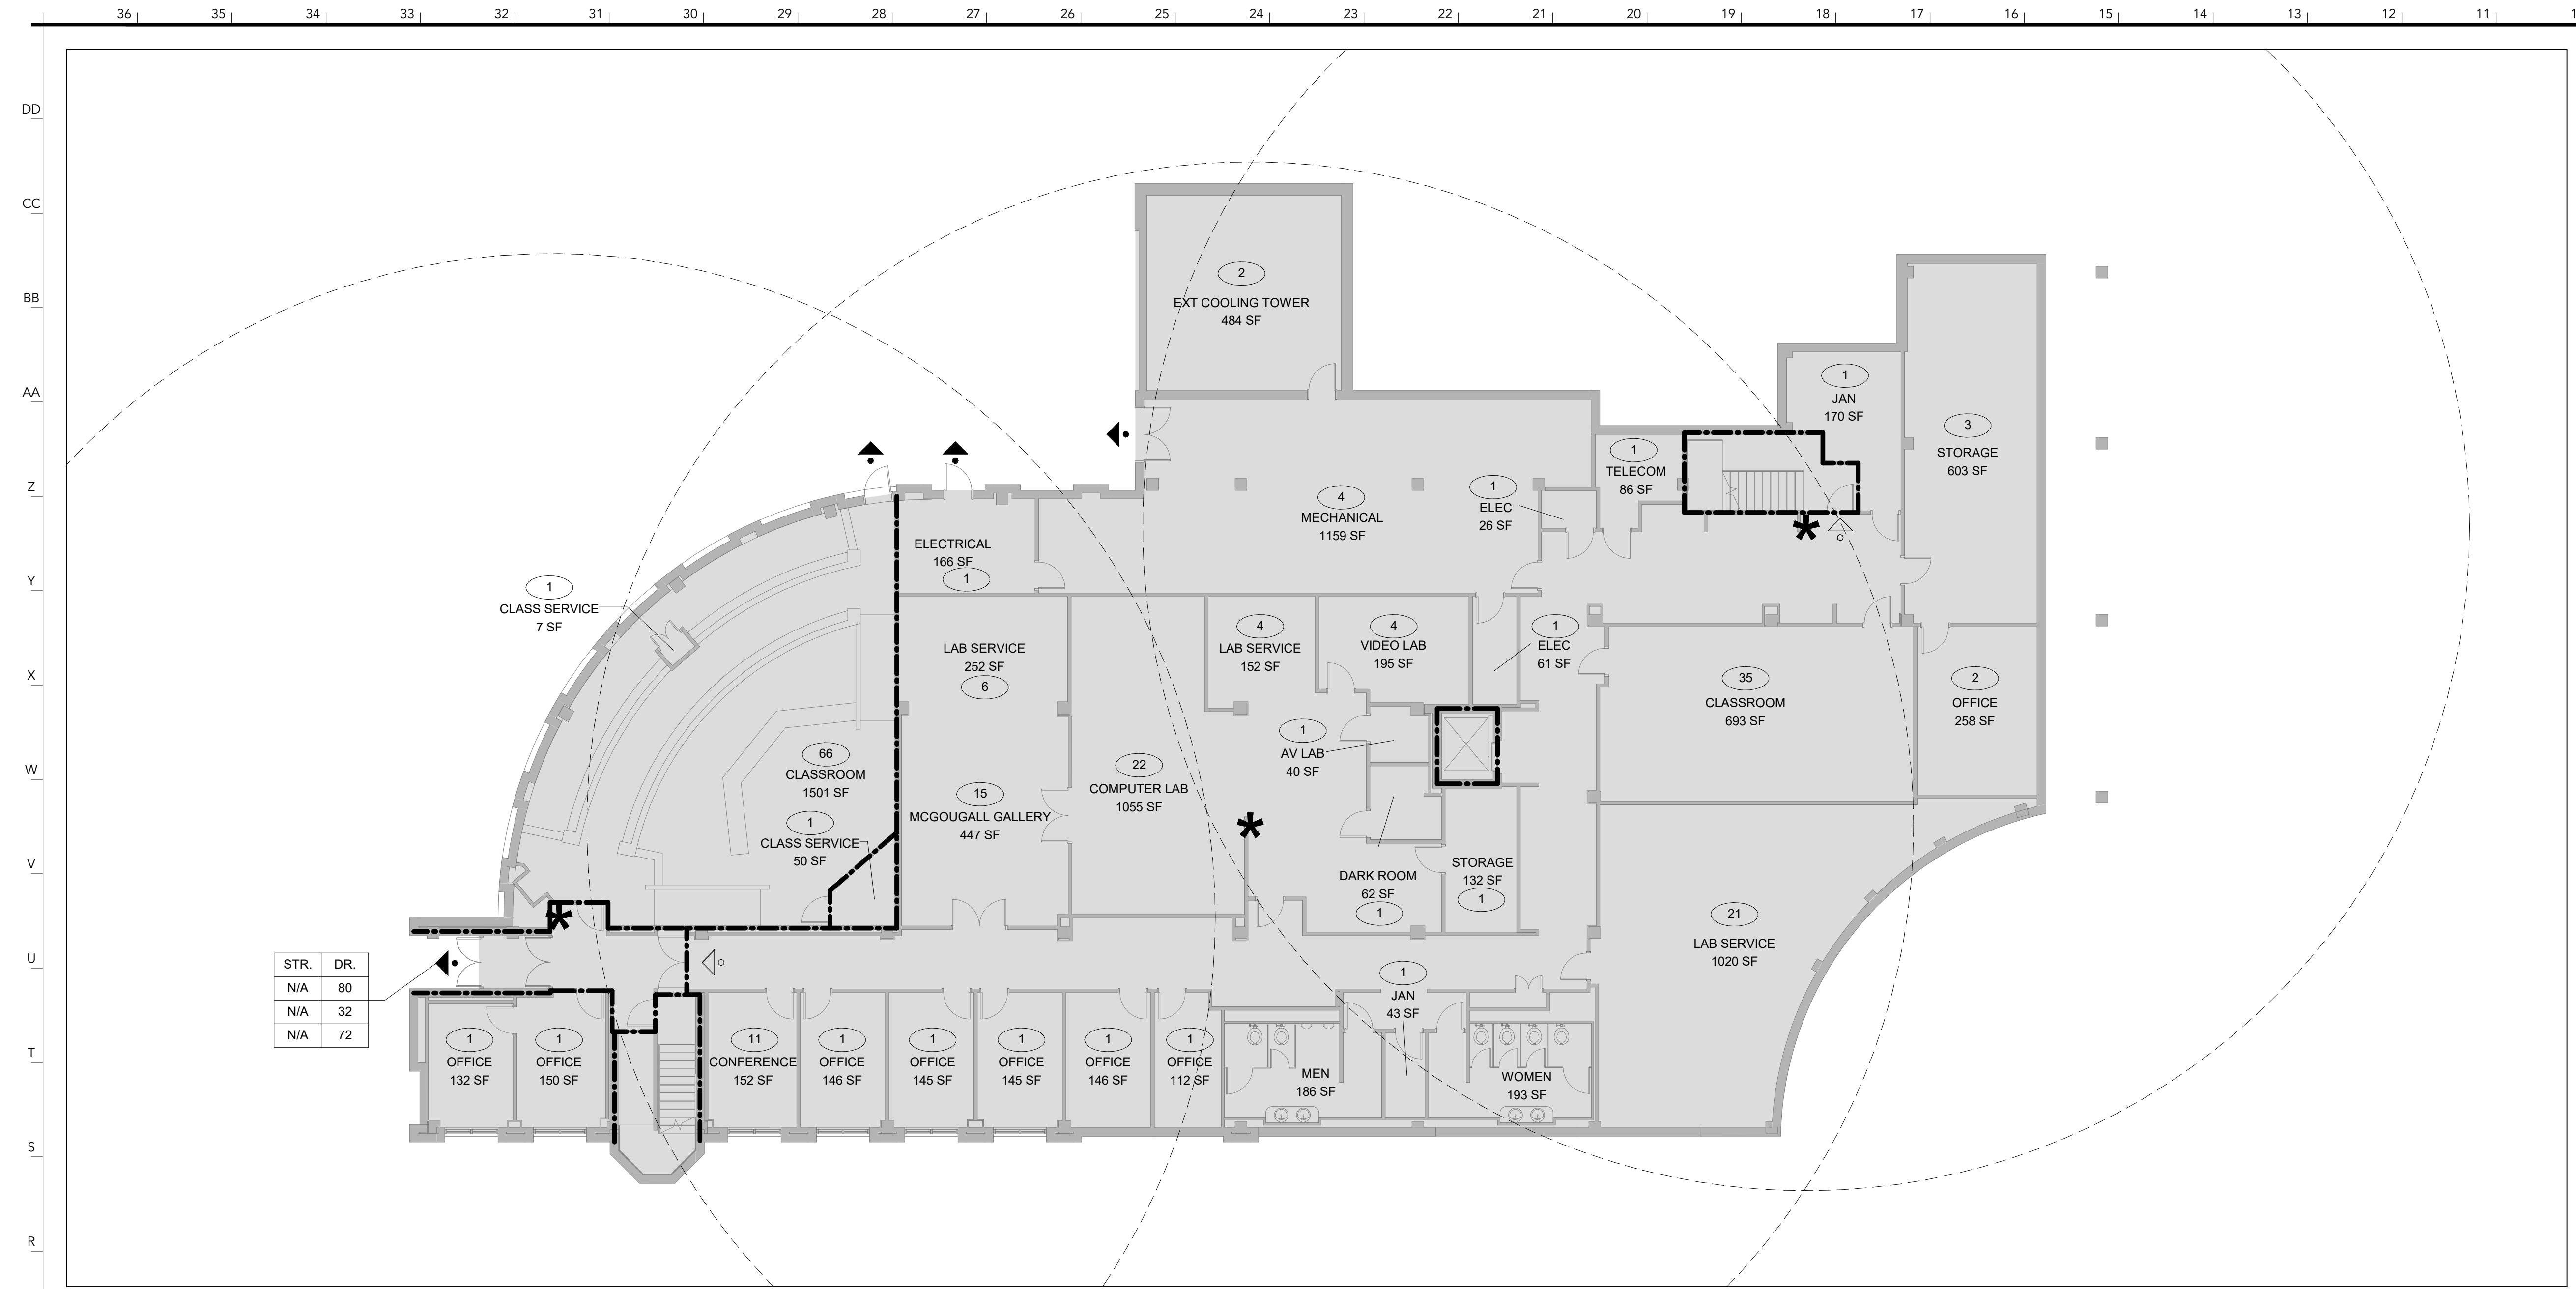 36 35 34 33 32 31 30 29 28 27 26 25 24 23 22 21 20 19 18 17 16 15 14 13 12 11
DD
CC
BB
AA
Z
Y
X
W
V
U
T
S
R
2
EXT COOLING TOWER
484 SF
1
JAN
170 SF
3
STORAGE
603 SF
1
TELECOM
86 SF
1
ELEC
26 SF
4
MECHANICAL
1159 SF
ELECTRICAL
166 SF
1
1
CLASS SERVICE
7 SF
LAB SERVICE
252 SF
6
4
LAB SERVICE
152 SF
4
VIDEO LAB
195 SF
1
ELEC
61 SF
35
CLASSROOM
693 SF
2
OFFICE
258 SF
66
CLASSROOM
1501 SF
1
CLASS SERVICE
50 SF
15
MCGOUGALL GALLERY
447 SF
22
COMPUTER LAB
1055 SF
1
AV LAB
40 SF
DARK ROOM
62 SF
1
STORAGE
132 SF
1
21
LAB SERVICE
1020 SF
STR. DR.
N/A 80
N/A 32
N/A 72
1
JAN
43 SF
1
OFFICE
132 SF
1
OFFICE
150 SF
11
CONFERENCE
152 SF
1
OFFICE
146 SF
1
OFFICE
145 SF
1
OFFICE
145 SF
1
OFFICE
146 SF
1
OFFICE
112 SF
MEN
186 SF
WOMEN
193 SF